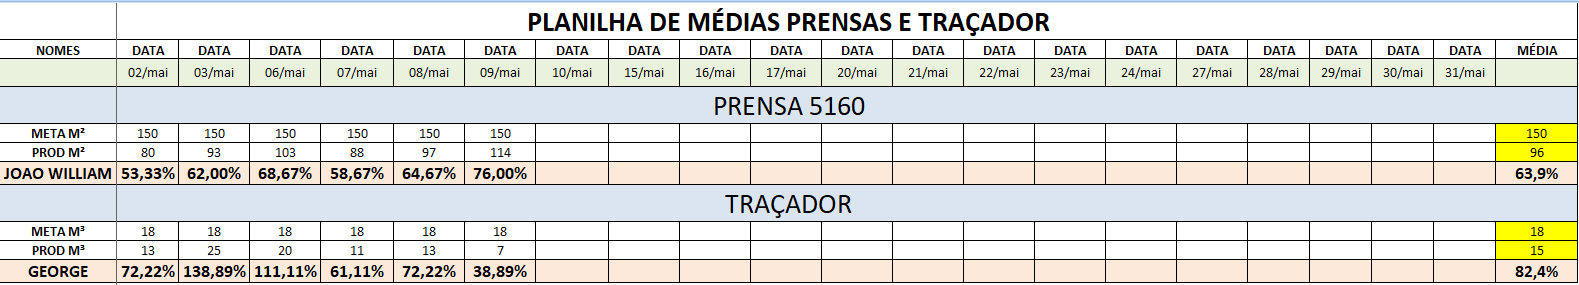 PLANILHA DE MÉDIAS PRENSAS E TRAÇADOR
NOMES DATA DATA DATA DATA DATA DATA DATA DATA DATA DATA DATA DATA DATA DATA DATA DATA DATA DATA DATA DATA MÉDIA
02/mai 03/mai 06/mai 07/mai 08/mai 09/mai 10/mai 15/mai 16/mai 17/mai 20/mai 21/mai 22/mai 23/mai 24/mai 27/mai 28/mai 29/mai 30/mai 31/mai
PRENSA 5160
META M² 150 150 150 150 150 150 150
PROD M² 80 93 103 88 97 114 96
JOAO WILLIAM 53,33% 62,00% 68,67% 58,67% 64,67% 76,00% 63,9%
TRAÇADOR
META M³ 18 18 18 18 18 18 18
PROD M³ 13 25 20 11 13 7 15
GEORGE 72,22% 138,89% 111,11% 61,11% 72,22% 38,89% 82,4%